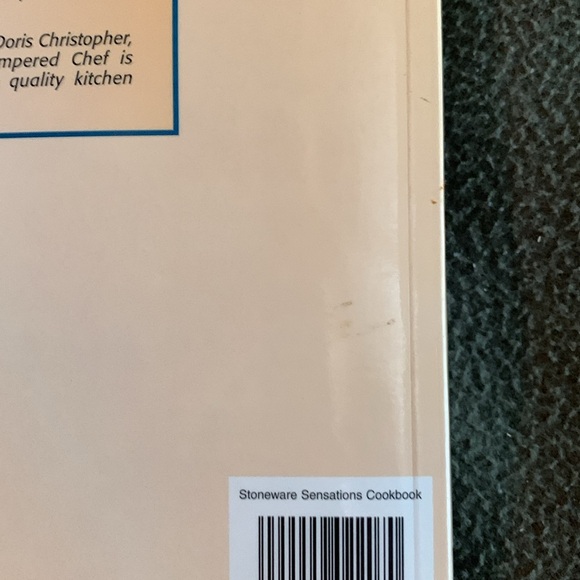 Doris Christopher,
mpered Chef is
quality kitchen
Stoneware Sensations Cookbook